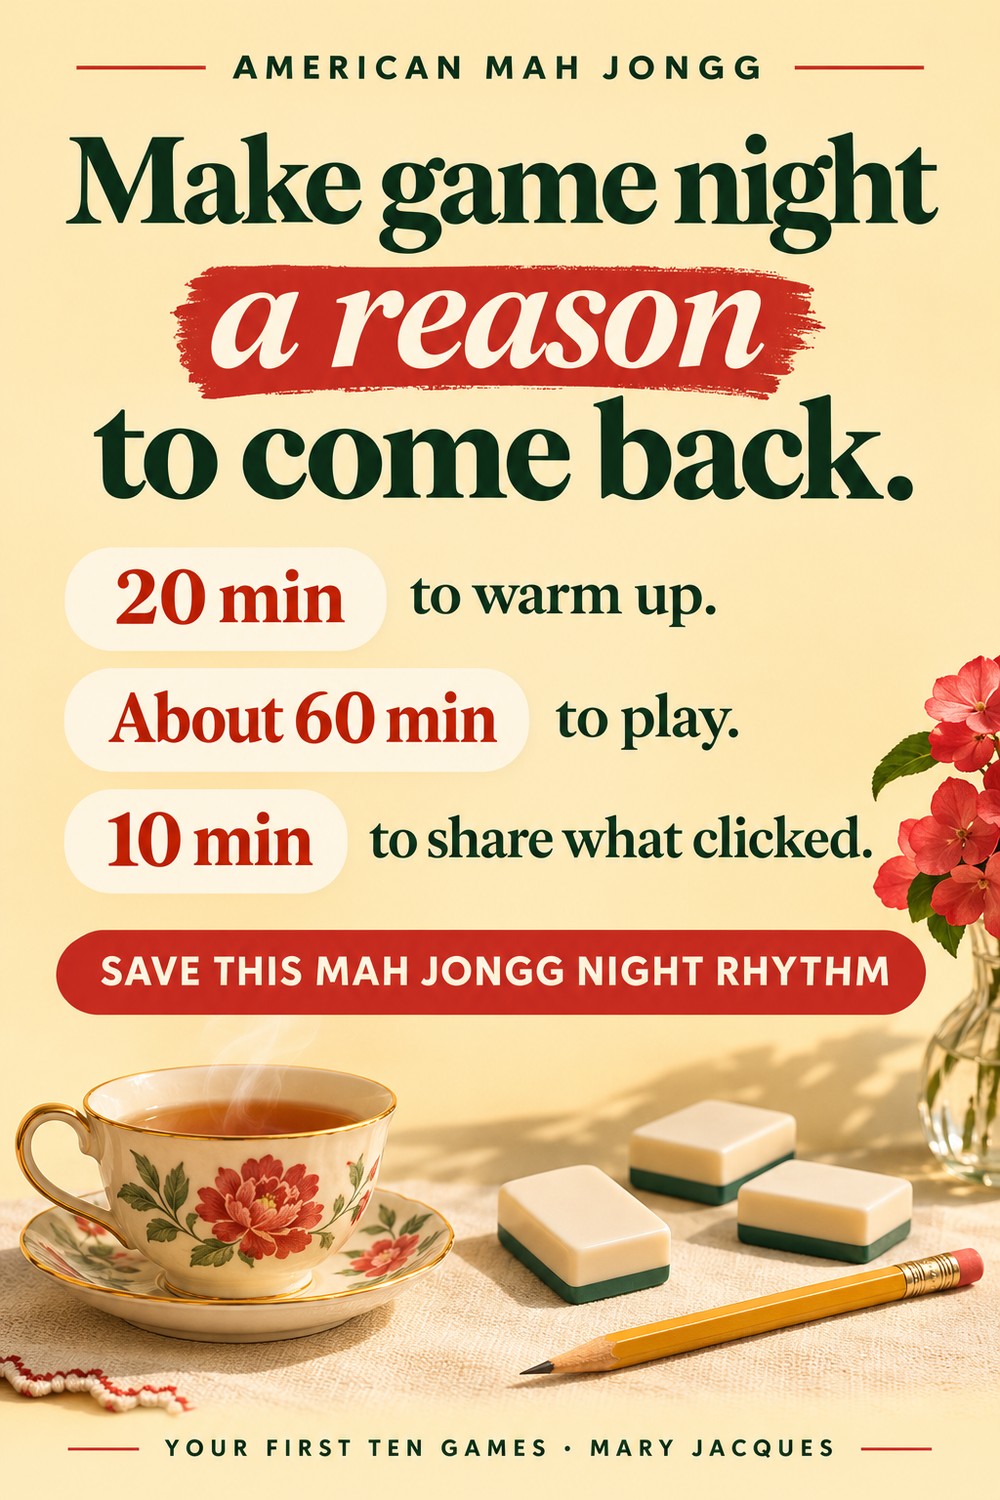 AMERICAN MAH JONGG
Make game night
a reason
to come back.
20 min to warm up.
About 60 min to play.
10 min to share what clicked.
SAVE THIS MAH JONGG NIGHT RHYTHM
YOUR FIRST TEN GAMES • MARY JACQUES